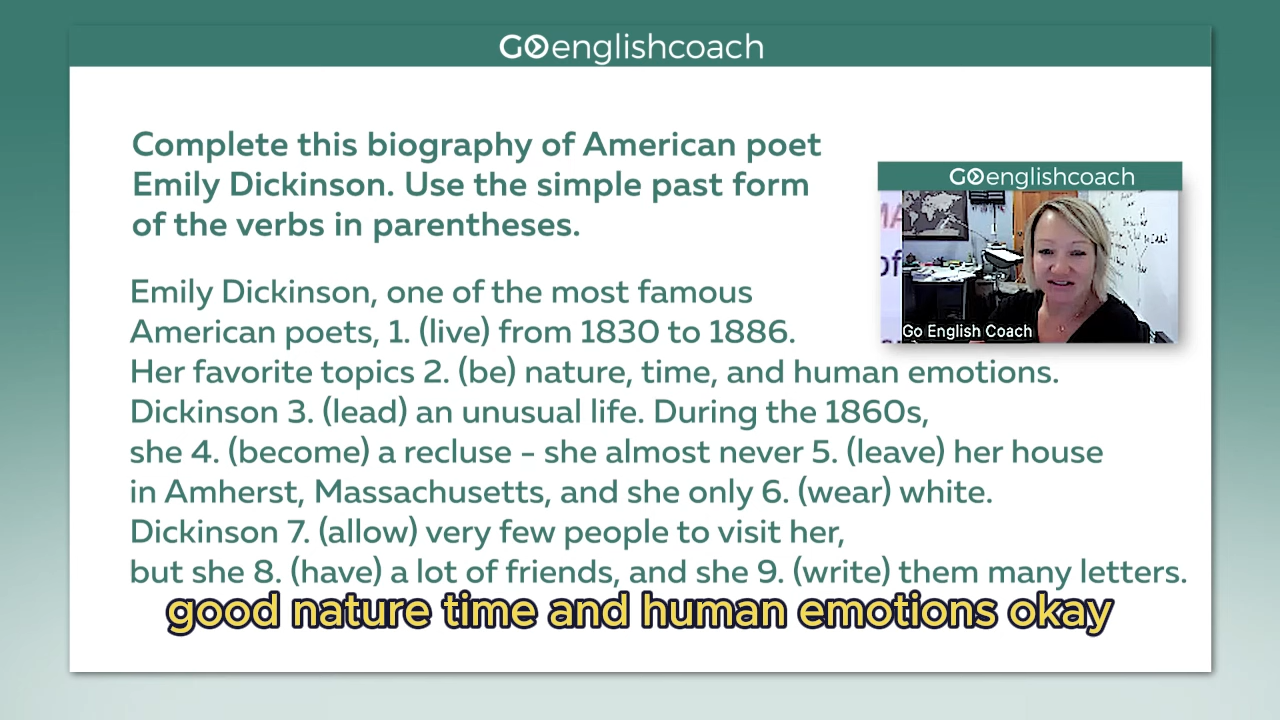 GOenglishcoach
Complete this biography of American poet
Emily Dickinson. Use the simple past form
of the verbs in parentheses.
GOenglishcoach
Go English Coach
Emily Dickinson, one of the most famous
American poets, 1. (live) from 1830 to 1886.
Her favorite topics 2. (be) nature, time, and human emotions.
Dickinson 3. (lead) an unusual life. During the 1860s,
she 4. (become) a recluse – she almost never 5. (leave) her house
in Amherst, Massachusetts, and she only 6. (wear) white.
Dickinson 7. (allow) very few people to visit her,
but she 8. (have) a lot of friends, and she 9. (write) them many letters.
good nature time and human emotions okay